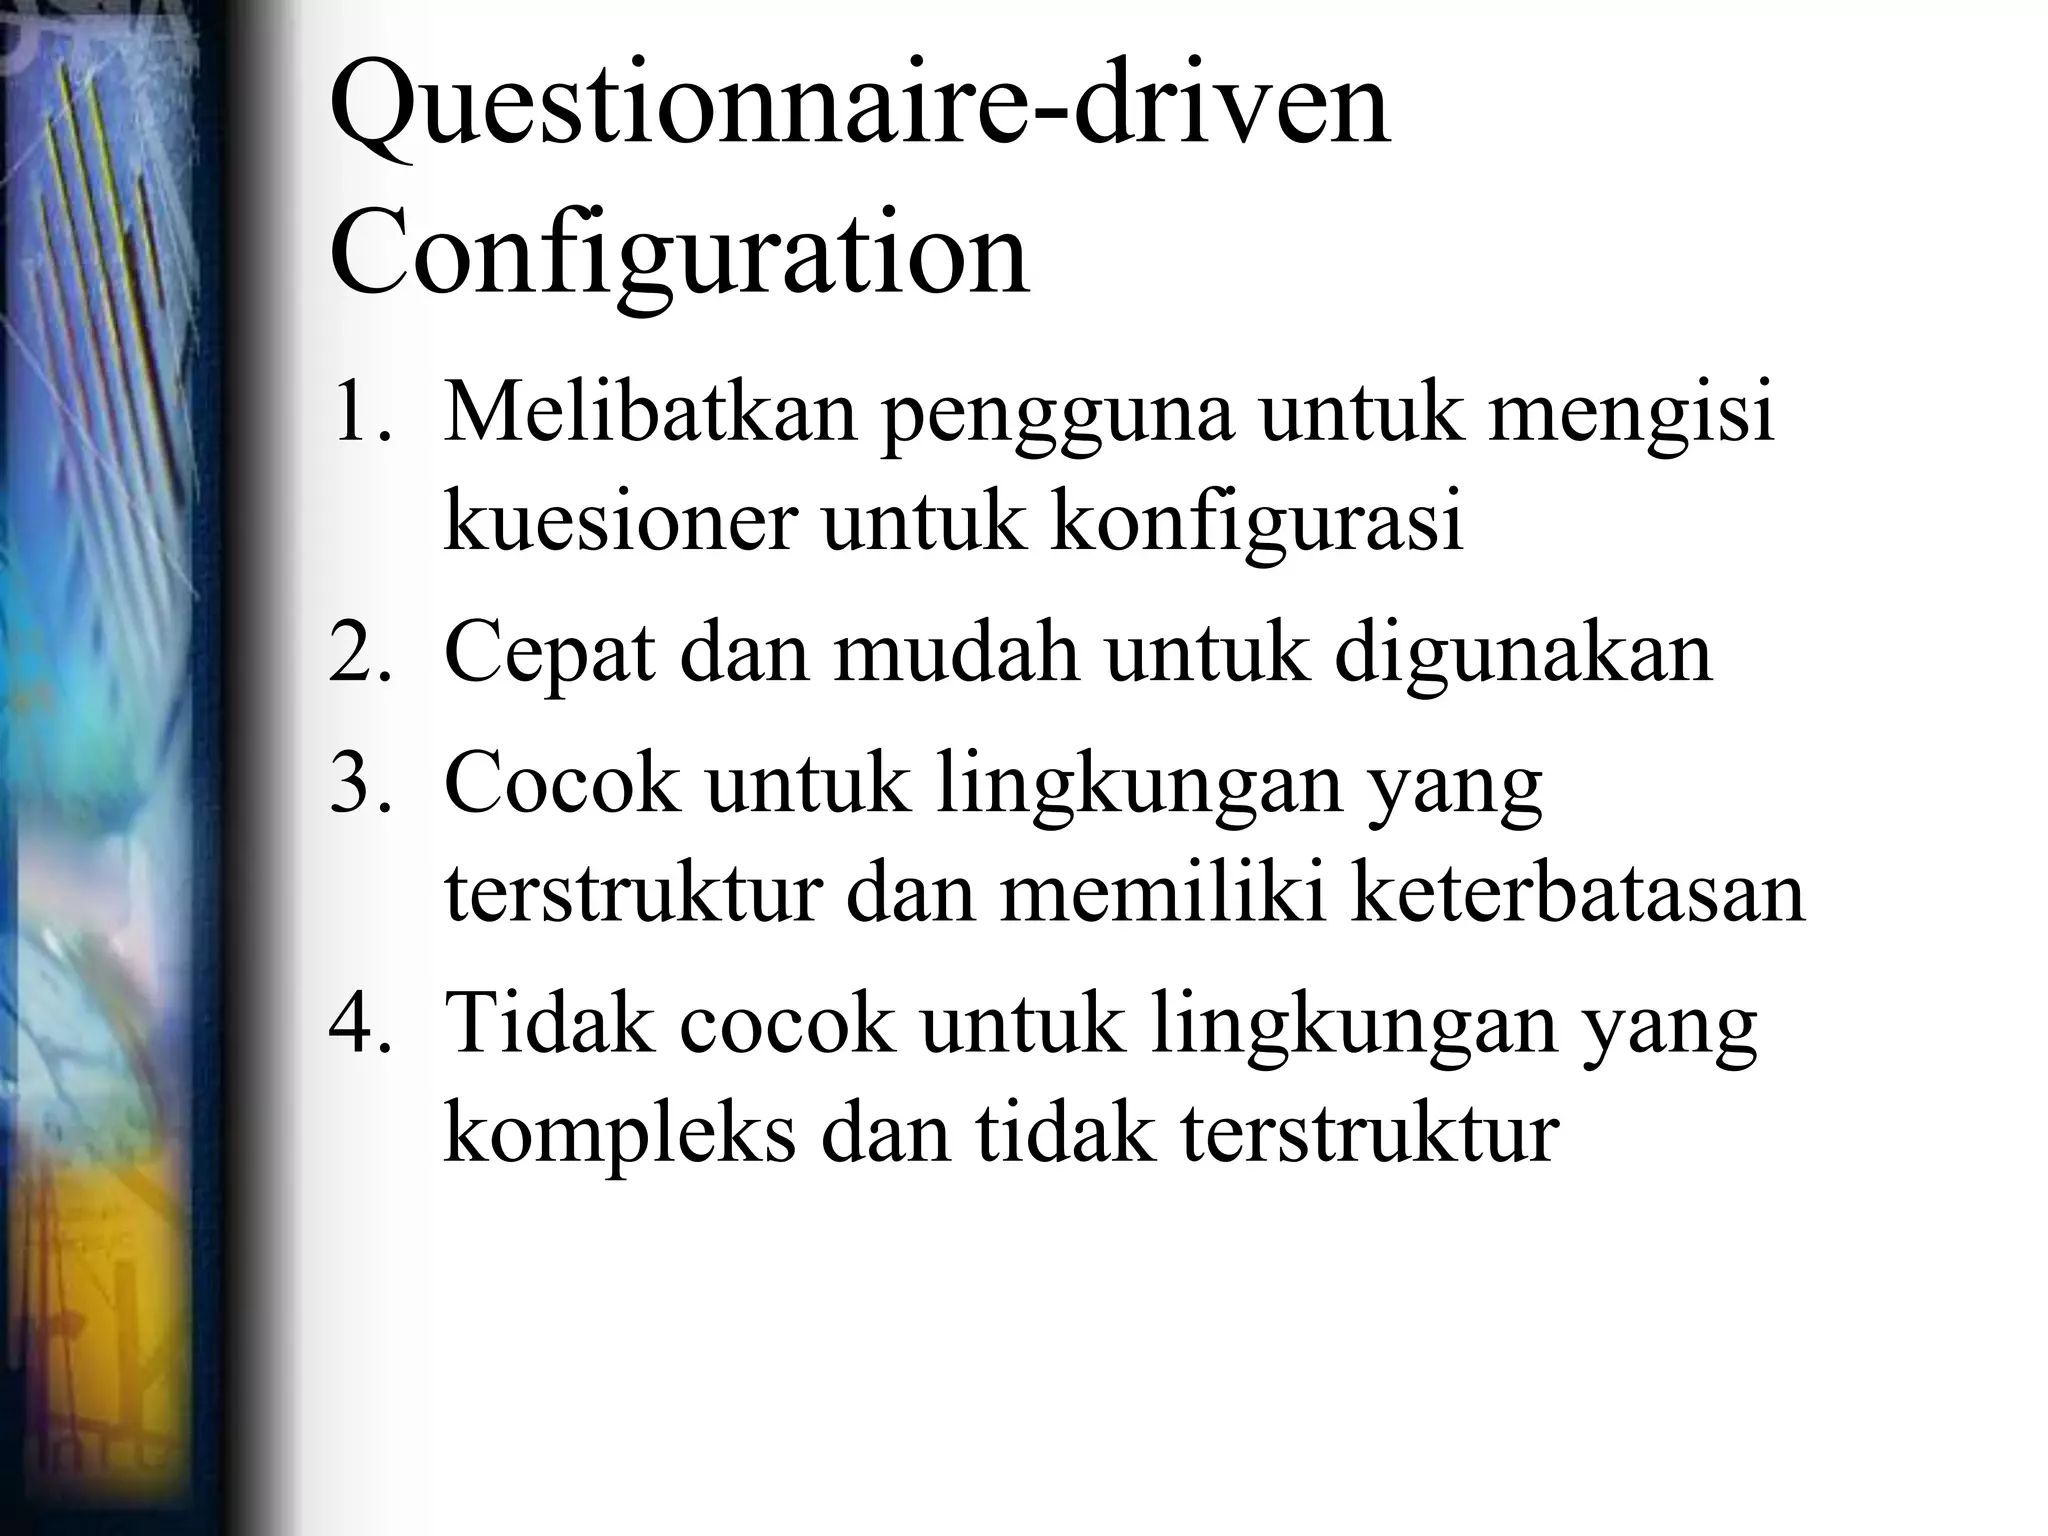 Questionnaire-driven
Configuration
1. Melibatkan pengguna untuk mengisi
kuesioner untuk konfigurasi
2. Cepat dan mudah untuk digunakan
3. Cocok untuk lingkungan yang
terstruktur dan memiliki keterbatasan
4. Tidak cocok untuk lingkungan yang
kompleks dan tidak terstruktur